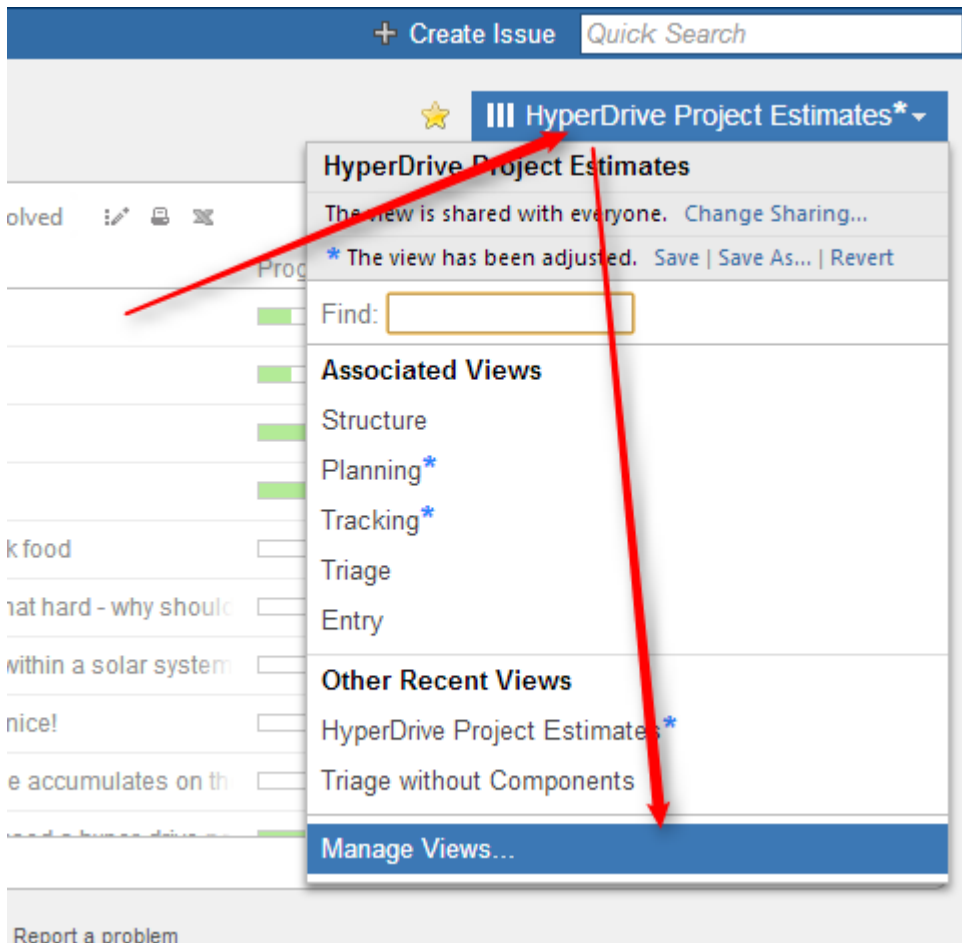 + Create Issue Quick Search
HyperDrive Project Estimates*
HyperDrive Project Estimates
The view is shared with everyone. Change Sharing...
olved
* The view has been adjusted. Save | Save As... | Revert
Prog
Find:
Associated Views
Structure
Planning*
Tracking*
Triage
k food
Entry
hat hard - why should
within a solar system
Other Recent Views
nice!
HyperDrive Project Estimates*
e accumulates on th
Triage without Components
Manage Views...
Report a problem